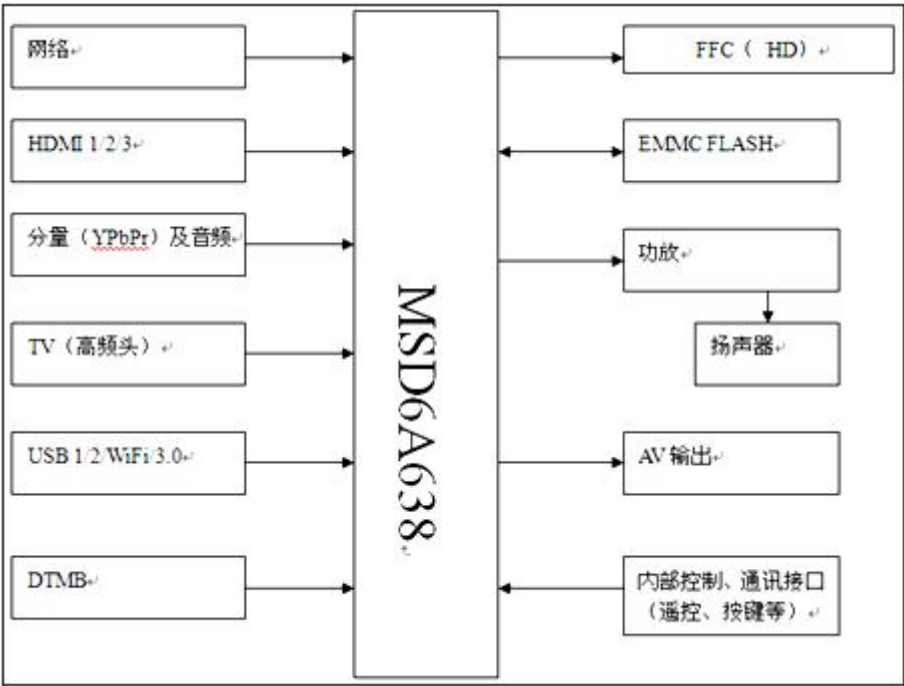 网络
HDMI 1/2/3
分量（YPbPr）及音频
TV（高频头）
USB 1/2/WiFi/3.0
DTMB
MSD6A638
FFC（ HD）
EMMC FLASH
功放
扬声器
AV 输出
内部控制、通讯接口
（遥控、按键等）